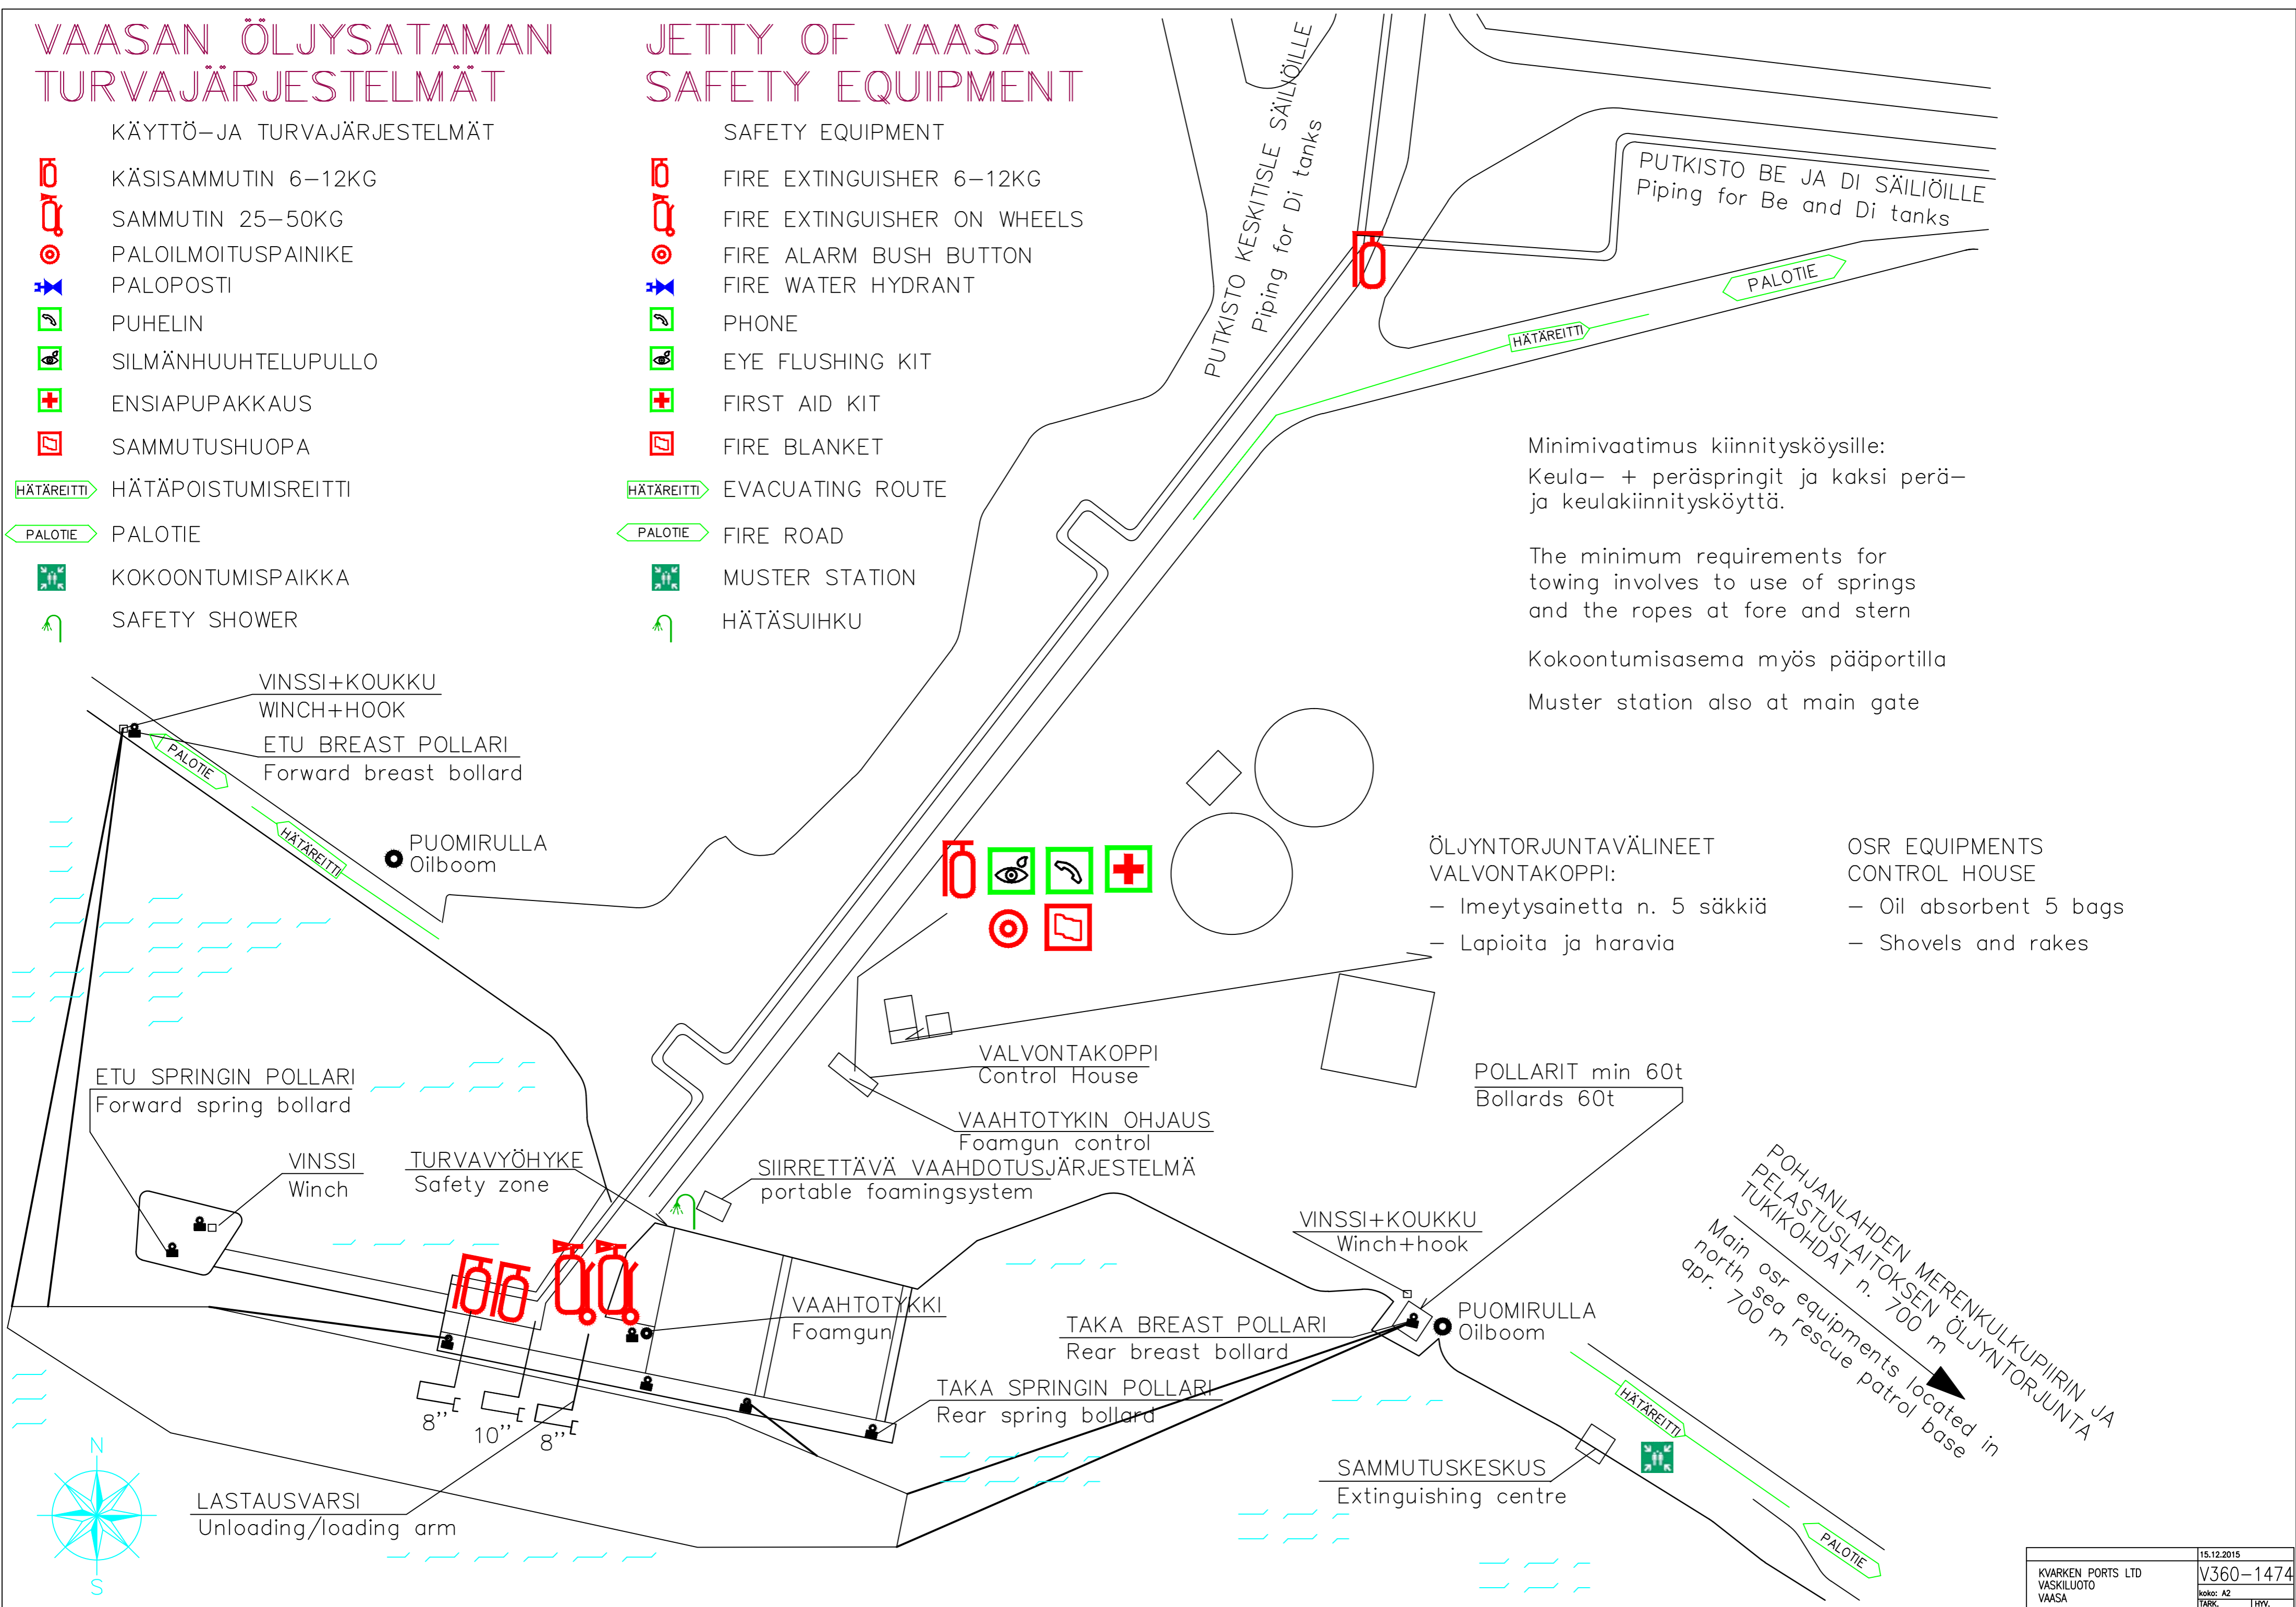 VAASAN ÖLJYSATAMAN
TURVAJÄRJESTELMÄT
KÄYTTÖ-JA TURVAJÄRJESTELMÄT
KÄSISAMMUTIN 6-12KG
SAMMUTIN 25-50KG
PALOILMOITUSPAINIKE
PALOPOSTI
PUHELIN
SILMÄNHUUHTELUPULLO
ENSIAPUPAKKAUS
SAMMUTUSHUOPA
HÄTÄREITTI HÄTÄPOISTUMISREITTI
PALOTIE PALOTIE
KOKOONTUMISPAIKKA
SAFETY SHOWER
JETTY OF VAASA
SAFETY EQUIPMENT
SAFETY EQUIPMENT
FIRE EXTINGUISHER 6-12KG
FIRE EXTINGUISHER ON WHEELS
FIRE ALARM BUSH BUTTON
FIRE WATER HYDRANT
PHONE
EYE FLUSHING KIT
FIRST AID KIT
FIRE BLANKET
HÄTÄREITTI EVACUATING ROUTE
PALOTIE FIRE ROAD
MUSTER STATION
HÄTÄSUIHKU
PUTKISTO KESKITISLE SÄILIÖILLE
Piping for Di tanks
PUTKISTO BE JA DI SÄILIÖILLE
Piping for Be and Di tanks
PALOTIE
HÄTÄREITTI
Minimivaatimus kiinnitysköysille:
Keula- + peräspringit ja kaksi perä-
ja keulakiinnitysköyttä.
The minimum requirements for
towing involves to use of springs
and the ropes at fore and stern
Kokoontumisasema myös pääportilla
Muster station also at main gate
VINSSI+KOUKKU
WINCH+HOOK
ETU BREAST POLLARI
Forward breast bollard
PALOTIE
HÄTÄREITTI
PUOMIRULLA
Oilboom
ÖLJYNTORJUNTAVÄLINEET
VALVONTAKOPPI:
- Imeytysainetta n. 5 säkkiä
- Lapioita ja haravia
OSR EQUIPMENTS
CONTROL HOUSE
- Oil absorbent 5 bags
- Shovels and rakes
VALVONTAKOPPI
Control House
VAAHTOTYKIN OHJAUS
Foamgun control
SIIRRETTÄVÄ VAAHDOTUSJÄRJESTELMÄ
portable foamingsystem
ETU SPRINGIN POLLARI
Forward spring bollard
VINSSI
Winch
TURVAVYÖHYKE
Safety zone
POLLARIT min 60t
Bollards 60t
VINSSI+KOUKKU
Winch+hook
POHJANLAHDEN MERENKULKUPIIRIN JA
PELASTUSLAITOKSEN ÖLJYNTORJUNTA
TUKIKOHDAT n. 700 m
Main osr equipments located in
north sea rescue patrol base
apr. 700 m
VAAHTOTYKKI
Foamgun
TAKA BREAST POLLARI
Rear breast bollard
PUOMIRULLA
Oilboom
TAKA SPRINGIN POLLARI
Rear spring bollard
8''
10''
8''
HÄTÄREITTI
SAMMUTUSKESKUS
Extinguishing centre
PALOTIE
LASTAUSVARSI
Unloading/loading arm
N
S
15.12.2015
KVARKEN PORTS LTD
VASKILUOTO
VAASA
V360-1474
koko: A2
TARK. HYV.